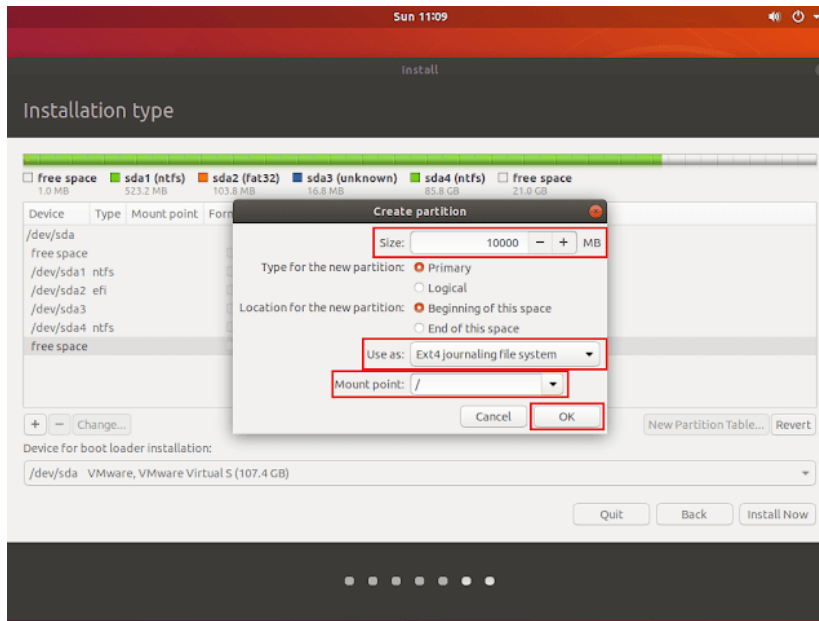 Sun 11:09
Install
Installation type
free space sda1 (ntfs) sda2 (fat32) sda3 (unknown) sda4 (ntfs) free space
1.0 MB 523.2 MB 103.8 MB 16.8 MB 85.8 GB 21.0 GB
Device Type Mount point Form
/dev/sda
free space
/dev/sda1 ntfs
/dev/sda2 efi
/dev/sda3
/dev/sda4 ntfs
free space
Create partition
Size: 10000 − + MB
Type for the new partition: Primary
Logical
Location for the new partition: Beginning of this space
End of this space
Use as: Ext4 journaling file system
Mount point: /
Cancel OK
+ − Change... New Partition Table... Revert
Device for boot loader installation:
/dev/sda VMware, VMware Virtual S (107.4 GB)
Quit Back Install Now